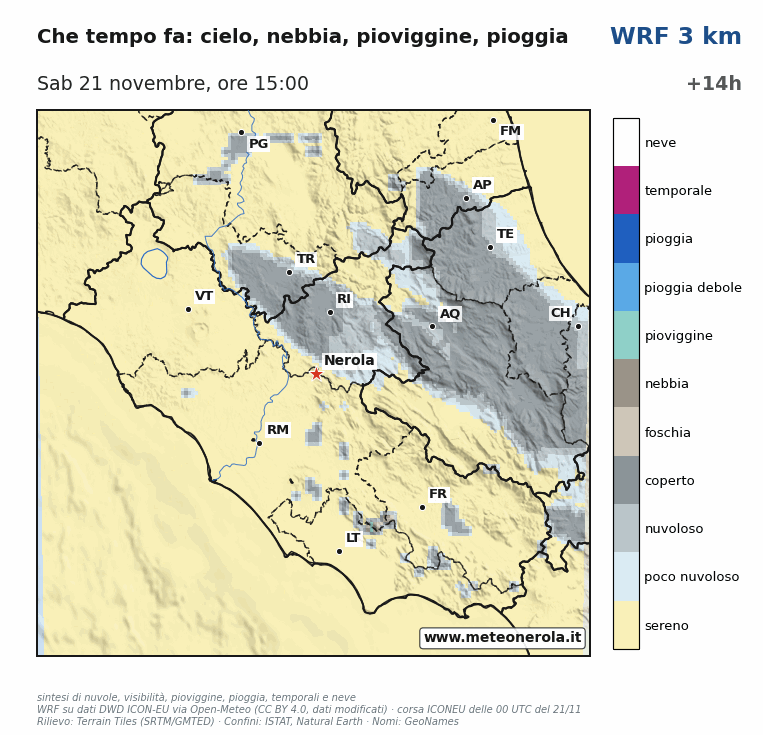 Che tempo fa: cielo, nebbia, pioviggine, pioggia
WRF 3 km
Sab 21 novembre, ore 15:00
+14h
FM
PG
AP
TE
TR
VT
RI
AQ
CH.
Nerola
RM
FR
LT
www.meteonerola.it
neve
temporale
pioggia
pioggia debole
pioviggine
nebbia
foschia
coperto
nuvoloso
poco nuvoloso
sereno
sintesi di nuvole, visibilità, pioviggine, pioggia, temporali e neve
WRF su dati DWD ICON-EU via Open-Meteo (CC BY 4.0, dati modificati) · corsa ICONEU delle 00 UTC del 21/11
Rilievo: Terrain Tiles (SRTM/GMTED) · Confini: ISTAT, Natural Earth · Nomi: GeoNames